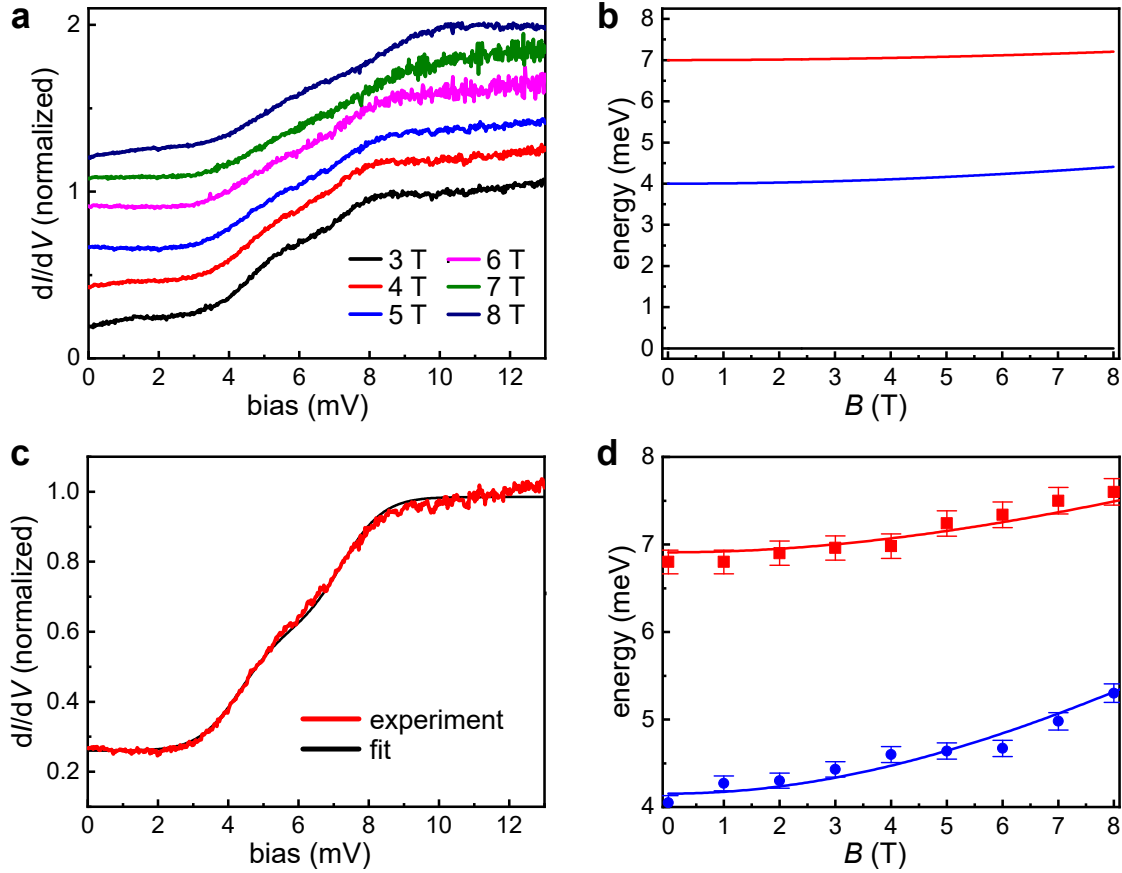 a
dI/dV (normalized)
2
1
0
3 T
4 T
5 T
6 T
7 T
8 T
0 2 4 6 8 10 12
bias (mV)
b
energy (meV)
8
7
6
5
4
3
2
1
0
0 1 2 3 4 5 6 7 8
B (T)
c
dI/dV (normalized)
1.0
0.8
0.6
0.4
0.2
experiment
fit
0 2 4 6 8 10 12
bias (mV)
d
energy (meV)
8
7
6
5
4
0 1 2 3 4 5 6 7 8
B (T)